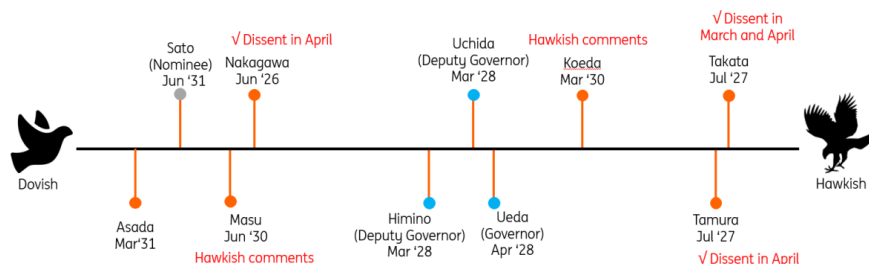 √ Dissent in
March and April
Sato
(Nominee)
Jun ‘31
√ Dissent in April
Nakagawa
Jun ‘26
Uchida
(Deputy Governor)
Mar ‘28
Hawkish comments
Koeda
Mar ‘30
Takata
Jul ‘27
Dovish
Hawkish
Asada
Mar‘31
Masu
Jun ‘30
Hawkish comments
Himino
(Deputy Governor)
Mar ‘28
Ueda
(Governor)
Apr ‘28
Tamura
Jul ‘27
√ Dissent in April